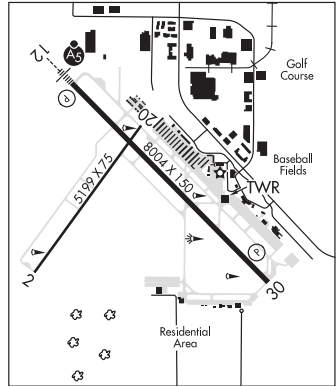 A5
12
Golf
Course
P
20
Baseball
Fields
5199 X 75
8004 X 150
TWR
P
2
30
Residential
Area